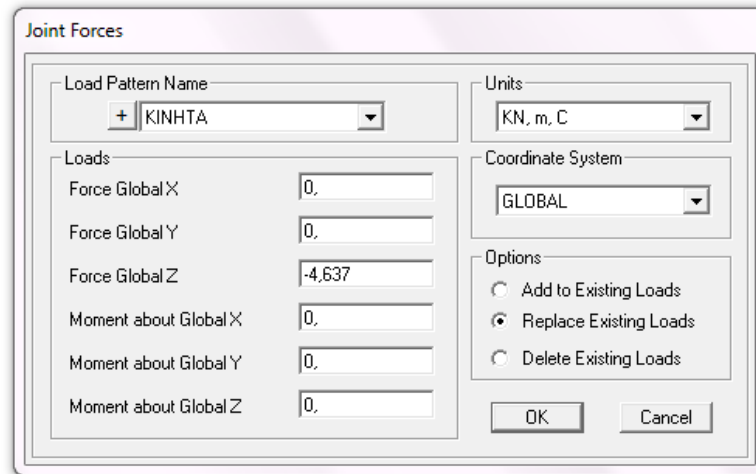 Joint Forces
Load Pattern Name
+ KINHTA
Units
KN, m, C
Loads
Force Global X 0,
Force Global Y 0,
Force Global Z -4,637
Moment about Global X 0,
Moment about Global Y 0,
Moment about Global Z 0,
Coordinate System
GLOBAL
Options
Add to Existing Loads
Replace Existing Loads
Delete Existing Loads
OK Cancel